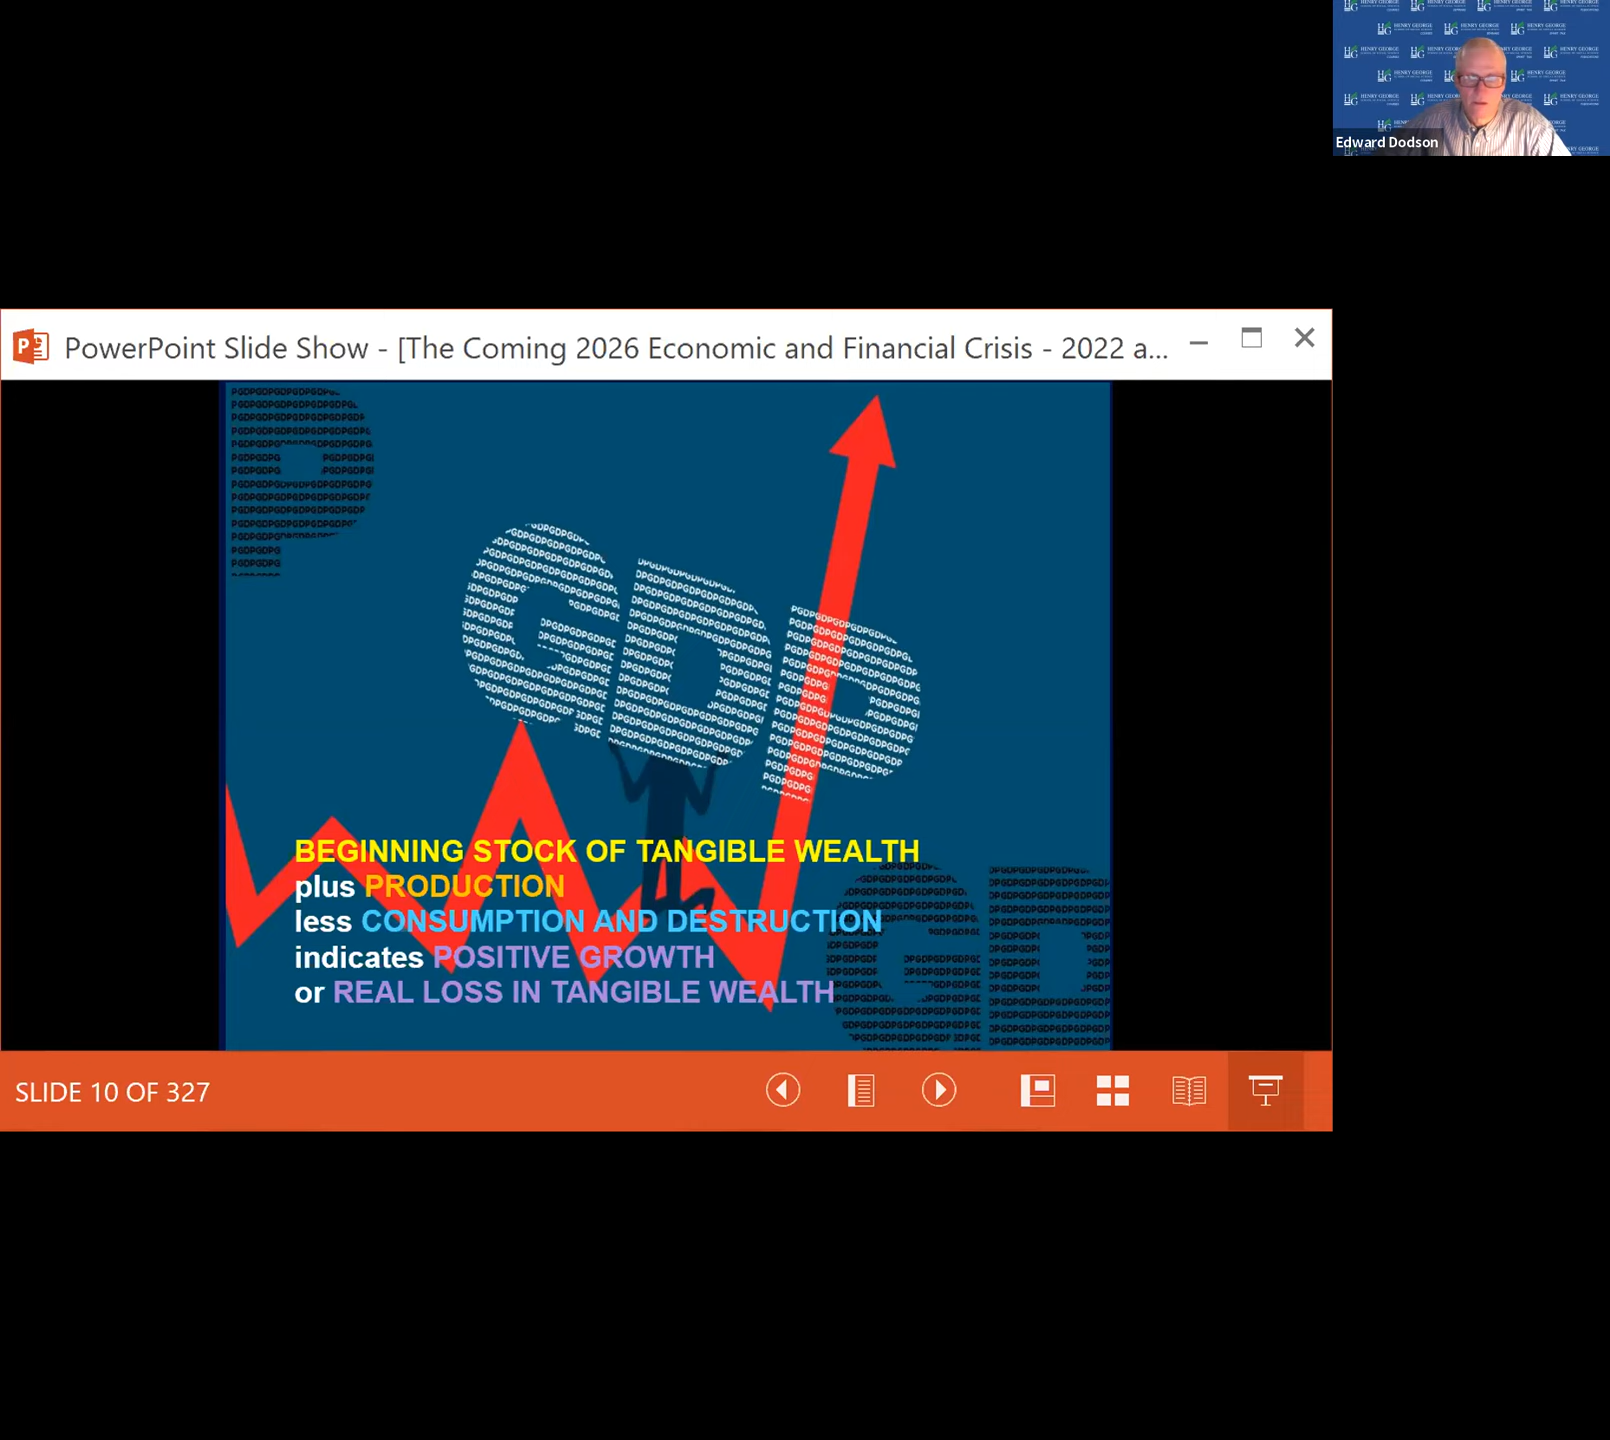 HENRY GEORGE
Edward Dodson
PowerPoint Slide Show - [The Coming 2026 Economic and Financial Crisis - 2022 a...
GDP
BEGINNING STOCK OF TANGIBLE WEALTH
plus PRODUCTION
less CONSUMPTION AND DESTRUCTION
indicates POSITIVE GROWTH
or REAL LOSS IN TANGIBLE WEALTH
SLIDE 10 OF 327